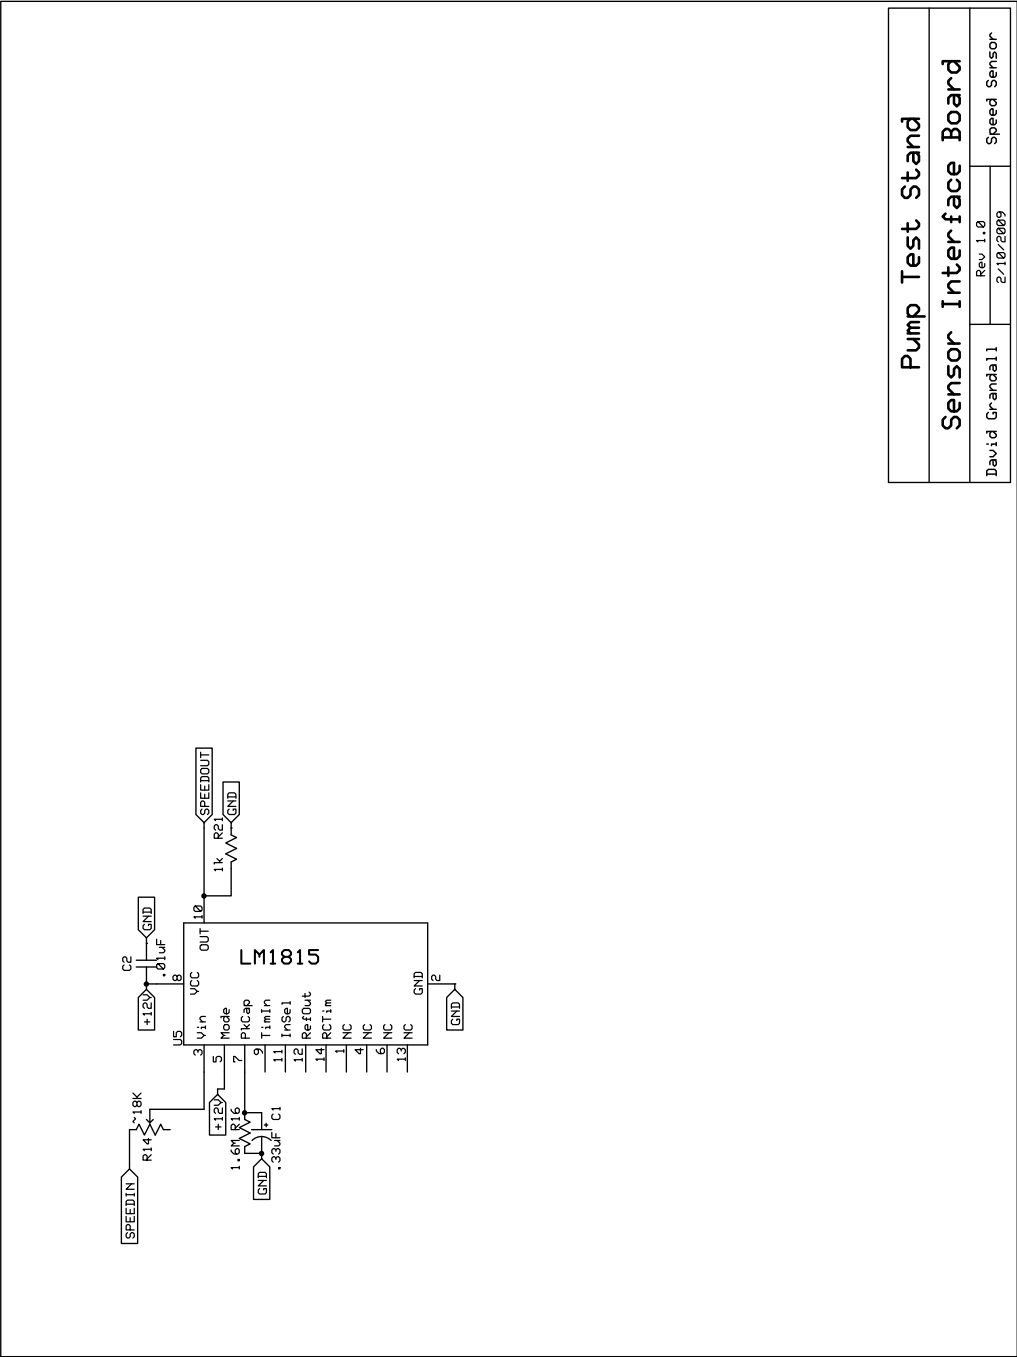 SPEEDIN
R14
~18K
+12V
1.6M
R16
GND
.33uF
C1
U5
3
Vin
5
Mode
7
PkCap
9
TimIn
11
InSel
12
RefOut
14
RCTim
1
NC
4
NC
6
NC
13
NC
LM1815
+12V
C2
.01uF
GND
8
VCC
OUT
10
SPEEDOUT
1k
R21
GND
GND
2
GND
Pump Test Stand
Sensor Interface Board
David Grandall
Rev 1.0
2/10/2009
Speed Sensor